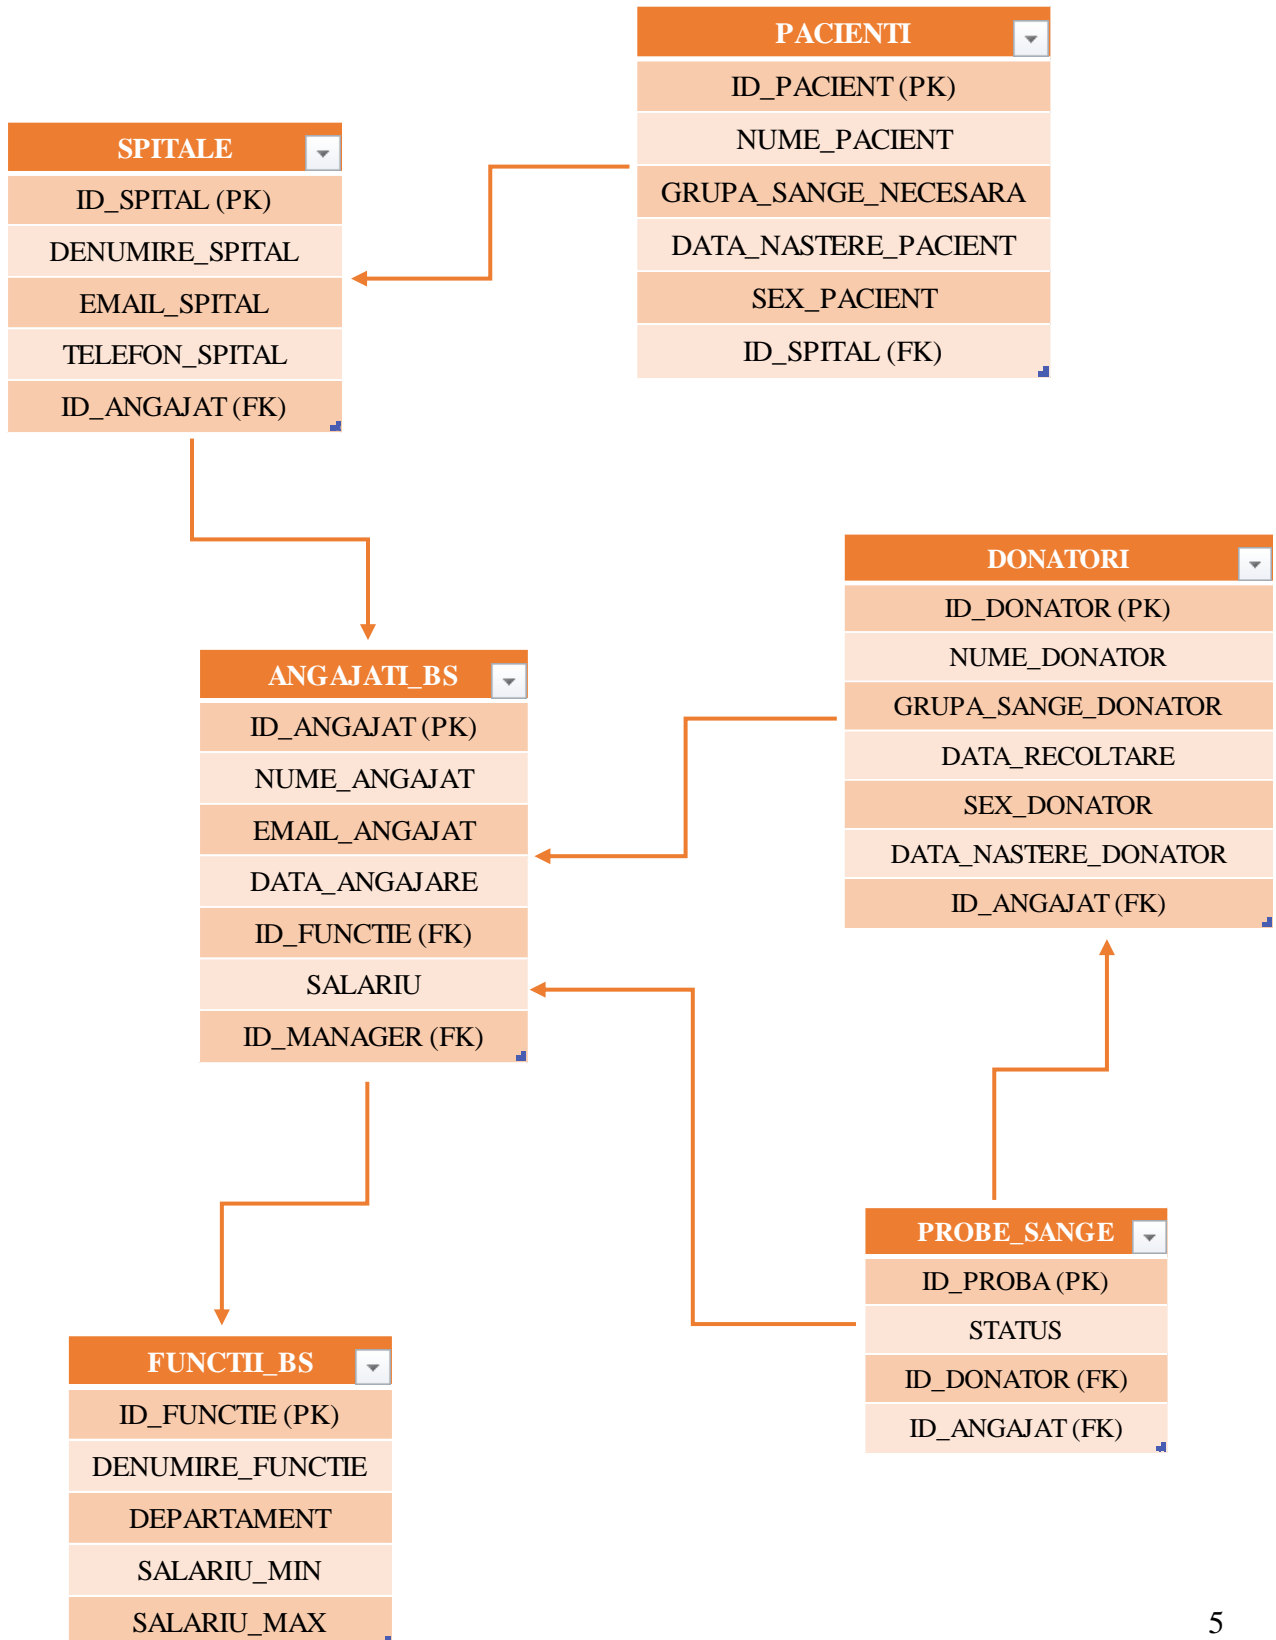 PACIENTI
ID_PACIENT (PK)
NUME_PACIENT
GRUPA_SANGE_NECESARA
DATA_NASTERE_PACIENT
SEX_PACIENT
ID_SPITAL (FK)
SPITALE
ID_SPITAL (PK)
DENUMIRE_SPITAL
EMAIL_SPITAL
TELEFON_SPITAL
ID_ANGAJAT (FK)
DONATORI
ID_DONATOR (PK)
NUME_DONATOR
GRUPA_SANGE_DONATOR
DATA_RECOLTARE
SEX_DONATOR
DATA_NASTERE_DONATOR
ID_ANGAJAT (FK)
ANGAJATI_BS
ID_ANGAJAT (PK)
NUME_ANGAJAT
EMAIL_ANGAJAT
DATA_ANGAJARE
ID_FUNCTIE (FK)
SALARIU
ID_MANAGER (FK)
PROBE_SANGE
ID_PROBA (PK)
STATUS
ID_DONATOR (FK)
ID_ANGAJAT (FK)
FUNCTII_BS
ID_FUNCTIE (PK)
DENUMIRE_FUNCTIE
DEPARTAMENT
SALARIU_MIN
SALARIU_MAX
5